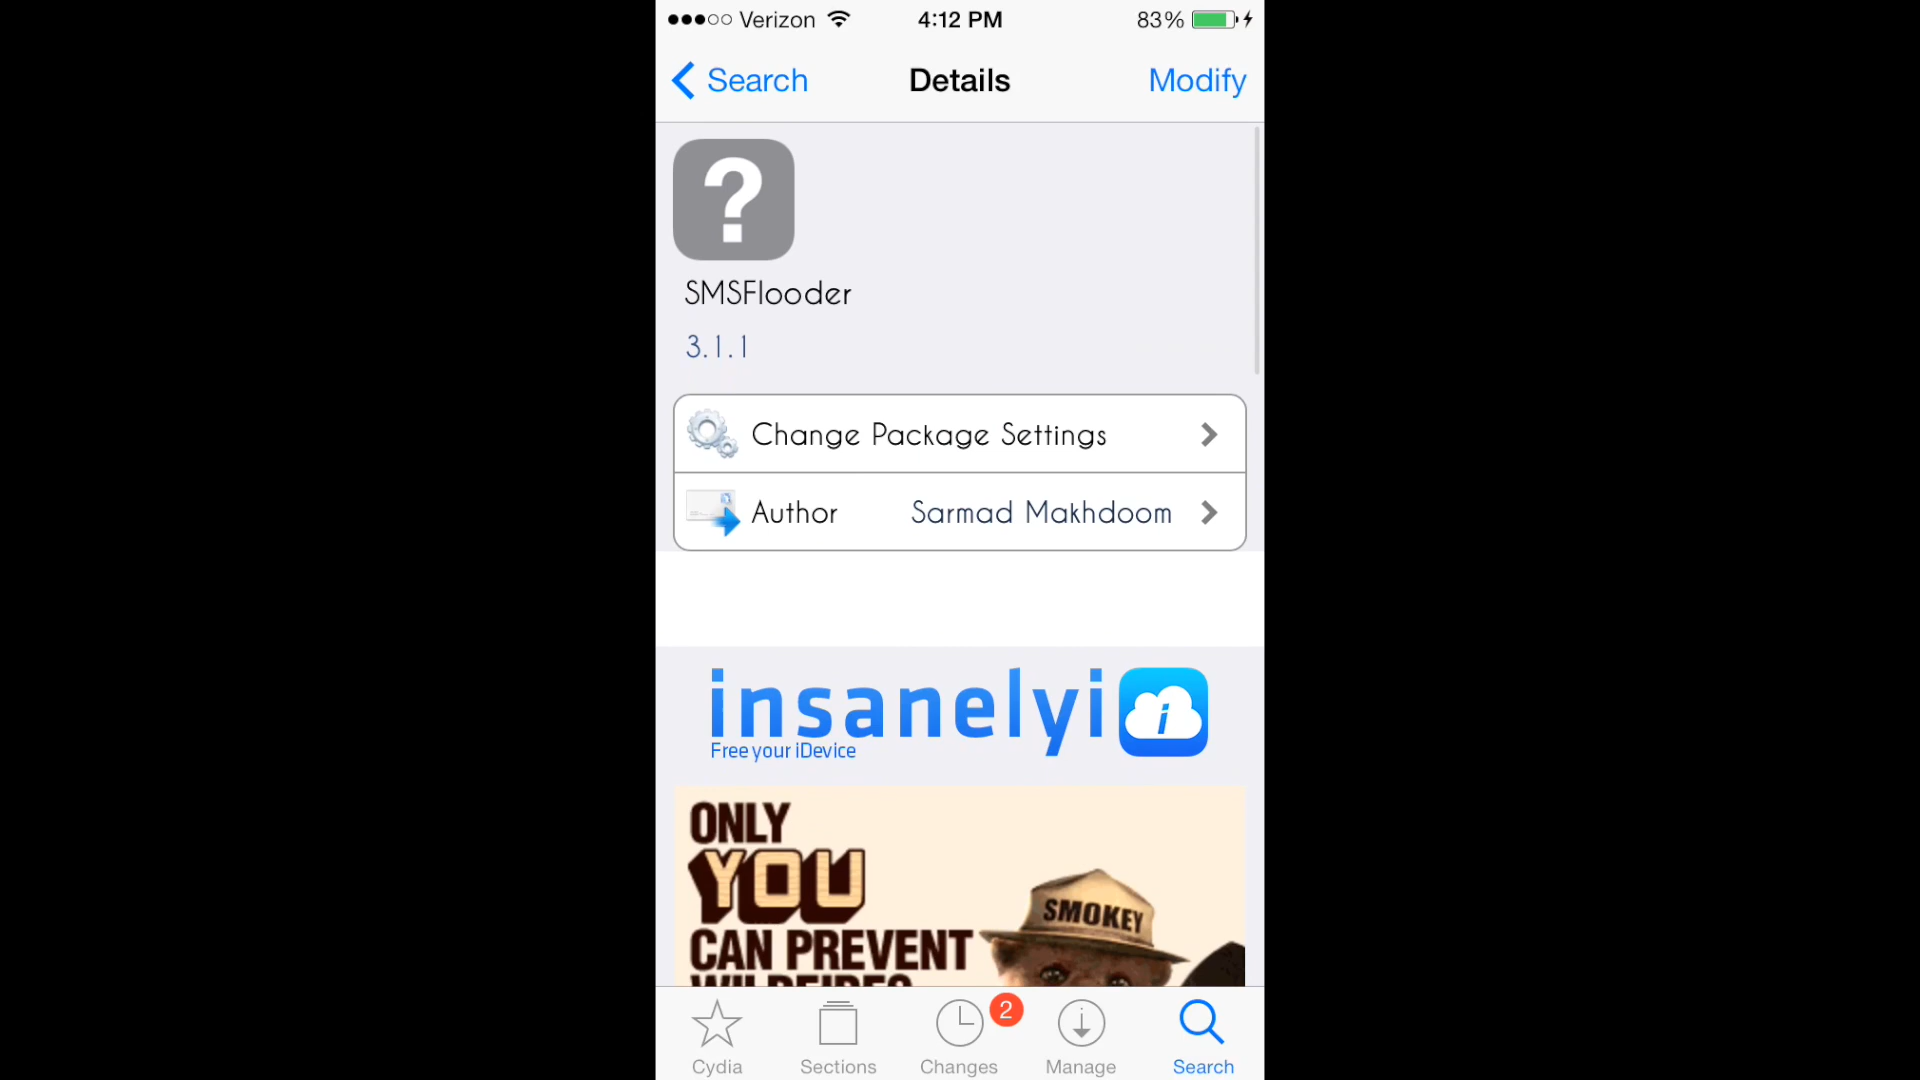 Verizon 4:12 PM 83%
Search Details Modify
?
SMSFlooder
3.1.1
Change Package Settings
Author Sarmad Makhdoom
insanelyi i
Free your iDevice
ONLY
YOU
SMOKEY
CAN PREVENT
WILDFIRES
2
Cydia Sections Changes Manage Search